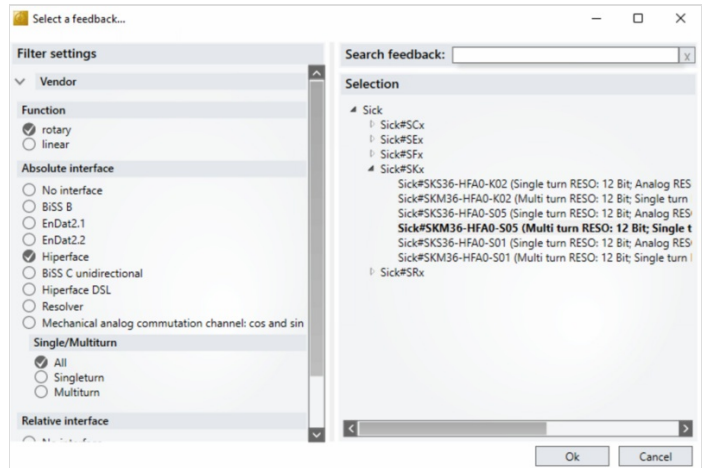 Select a feedback...
Filter settings
Vendor
Function
rotary
linear
Absolute interface
No interface
BiSS B
EnDat2.1
EnDat2.2
Hiperface
BiSS C unidirectional
Hiperface DSL
Resolver
Mechanical analog commutation channel: cos and sin
Single/Multiturn
All
Singleturn
Multiturn
Relative interface
Search feedback:
X
Selection
Sick
Sick#SCx
Sick#SEx
Sick#SFx
Sick#SKx
Sick#SKS36-HFA0-K02 (Single turn RESO: 12 Bit; Analog RES
Sick#SKM36-HFA0-K02 (Multi turn RESO: 12 Bit; Single turn
Sick#SKS36-HFA0-S05 (Single turn RESO: 12 Bit; Analog RES
Sick#SKM36-HFA0-S05 (Multi turn RESO: 12 Bit; Single t
Sick#SKS36-HFA0-S01 (Single turn RESO: 12 Bit; Analog RES
Sick#SKM36-HFA0-S01 (Multi turn RESO: 12 Bit; Single turn
Sick#SRx
Ok
Cancel